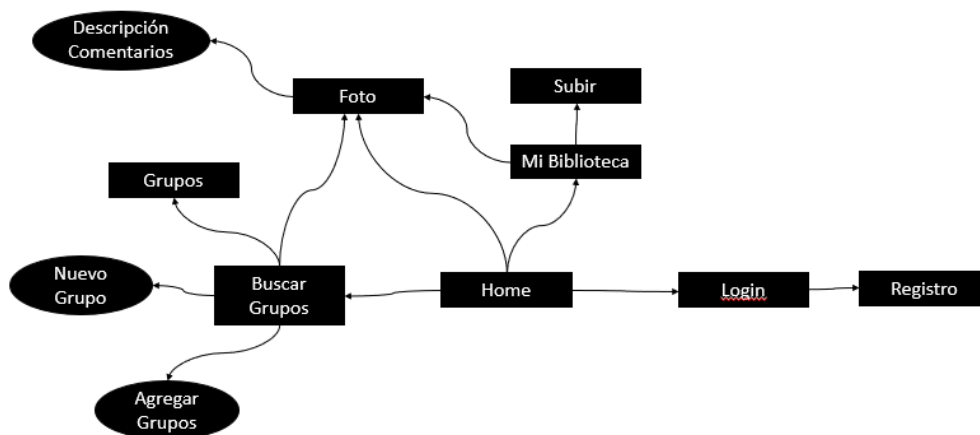 Descripción
Comentarios
Foto
Subir
Mi Biblioteca
Grupos
Nuevo
Grupo
Buscar
Grupos
Home
Login
Registro
Agregar
Grupos